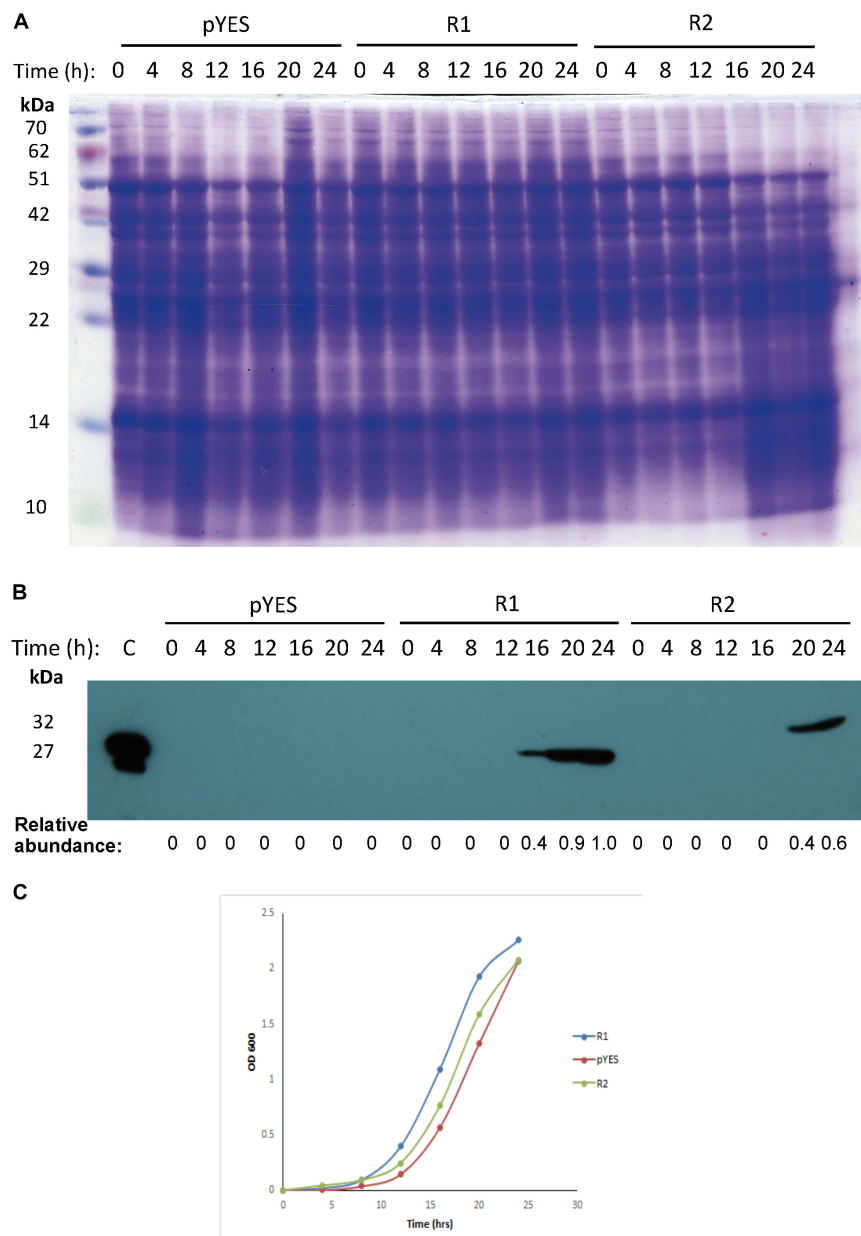 A
pYES R1 R2
Time (h): 0 4 8 12 16 20 24 0 4 8 12 16 20 24 0 4 8 12 16 20 24
kDa
70
62
51
42
29
22
14
10
B
pYES R1 R2
Time (h): C 0 4 8 12 16 20 24 0 4 8 12 16 20 24 0 4 8 12 16 20 24
kDa
32
27
Relative
abundance: 0 0 0 0 0 0 0 0 0 0 0 0.4 0.9 1.0 0 0 0 0 0 0.4 0.6
C
2.5
2
1.5
1
0.5
0
OD 600
0 5 10 15 20 25 30
Time (hrs)
R1
pYES
R2